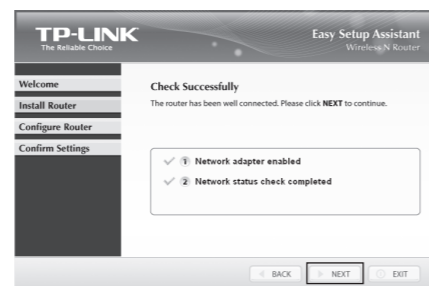 TP-LINK
The Reliable Choice
Easy Setup Assistant
Wireless N Router
Welcome
Install Router
Configure Router
Confirm Settings
Check Successfully
The router has been well connected. Please click NEXT to continue.
1 Network adapter enabled
2 Network status check completed
BACK
NEXT
EXIT